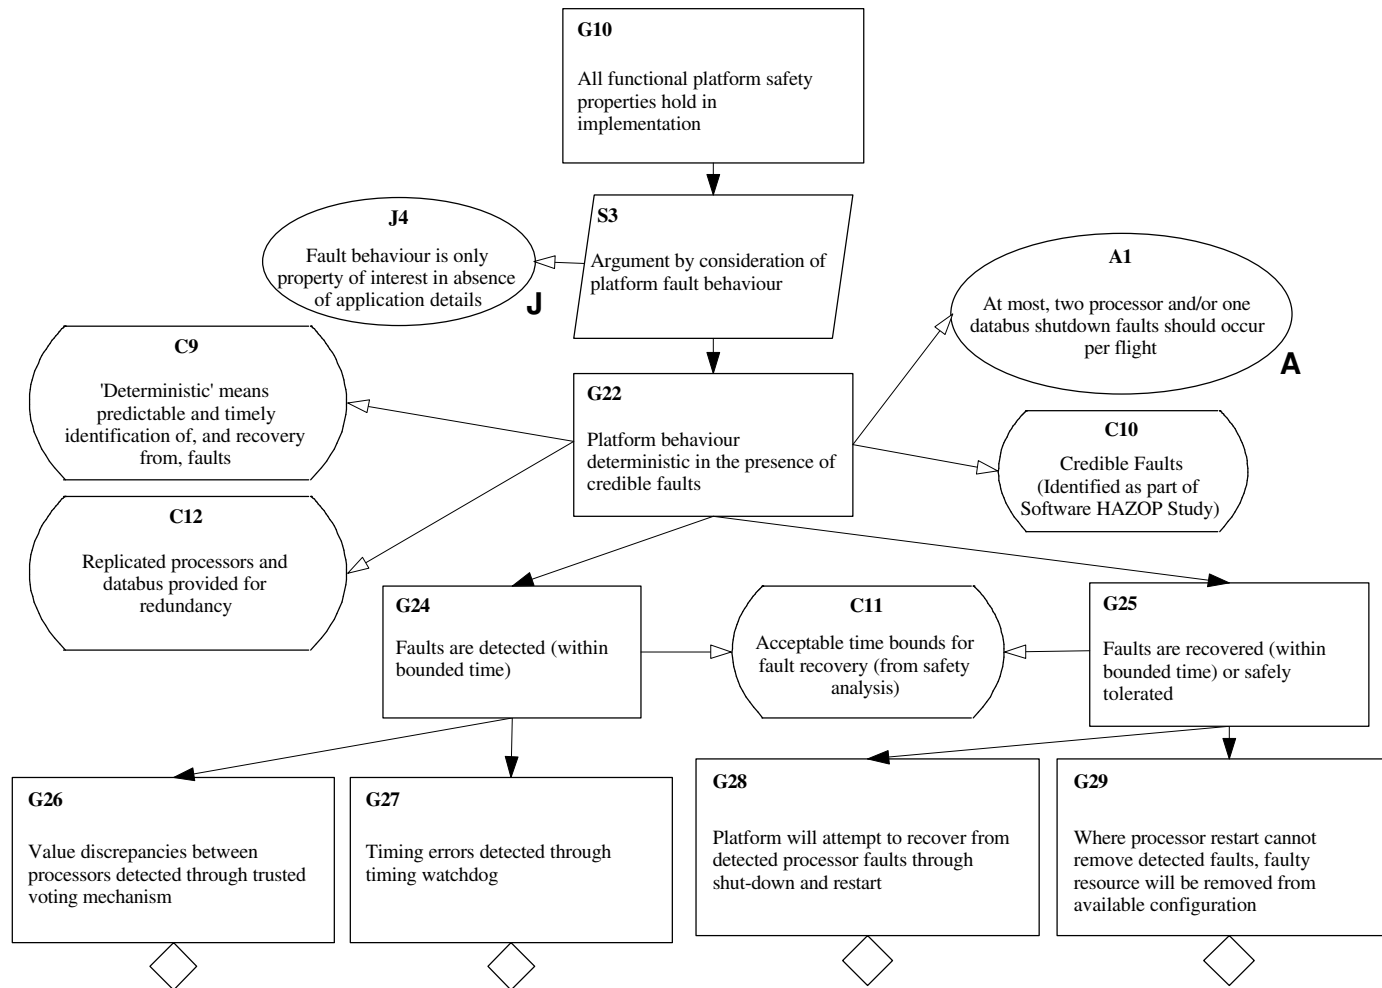 G10
All functional platform safety
properties hold in
implementation
J4
Fault behaviour is only
property of interest in absence
of application details
J
S3
Argument by consideration of
platform fault behaviour
A1
At most, two processor and/or one
databus shutdown faults should occur
per flight
A
C9
'Deterministic' means
predictable and timely
identification of, and recovery
from, faults
G22
Platform behaviour
deterministic in the presence of
credible faults
C10
Credible Faults
(Identified as part of
Software HAZOP Study)
C12
Replicated processors and
databus provided for
redundancy
G24
Faults are detected (within
bounded time)
C11
Acceptable time bounds for
fault recovery (from safety
analysis)
G25
Faults are recovered (within
bounded time) or safely
tolerated
G26
Value discrepancies between
processors detected through trusted
voting mechanism
G27
Timing errors detected through
timing watchdog
G28
Platform will attempt to recover from
detected processor faults through
shut-down and restart
G29
Where processor restart cannot
remove detected faults, faulty
resource will be removed from
available configuration